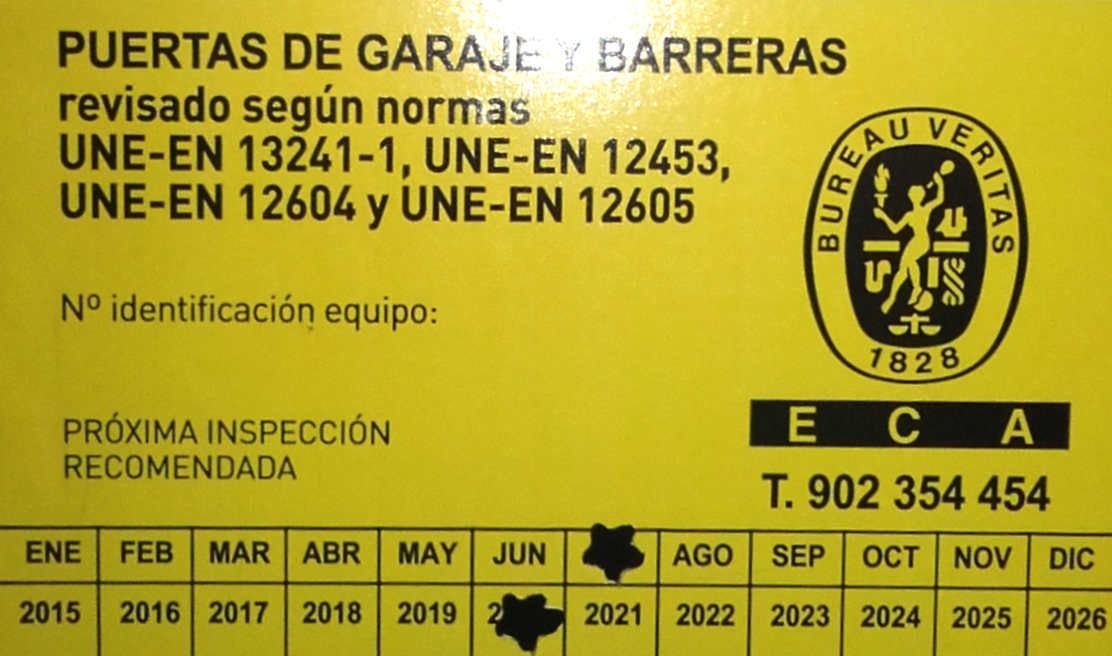 PUERTAS DE GARAJE Y BARRERAS
revisado según normas
UNE-EN 13241-1, UNE-EN 12453,
UNE-EN 12604 y UNE-EN 12605
BUREAU VERITAS
1828
Nº identificación equipo:
E C A
PRÓXIMA INSPECCIÓN
RECOMENDADA
T. 902 354 454
ENE FEB MAR ABR MAY JUN AGO SEP OCT NOV DIC
2015 2016 2017 2018 2019 2021 2022 2023 2024 2025 2026